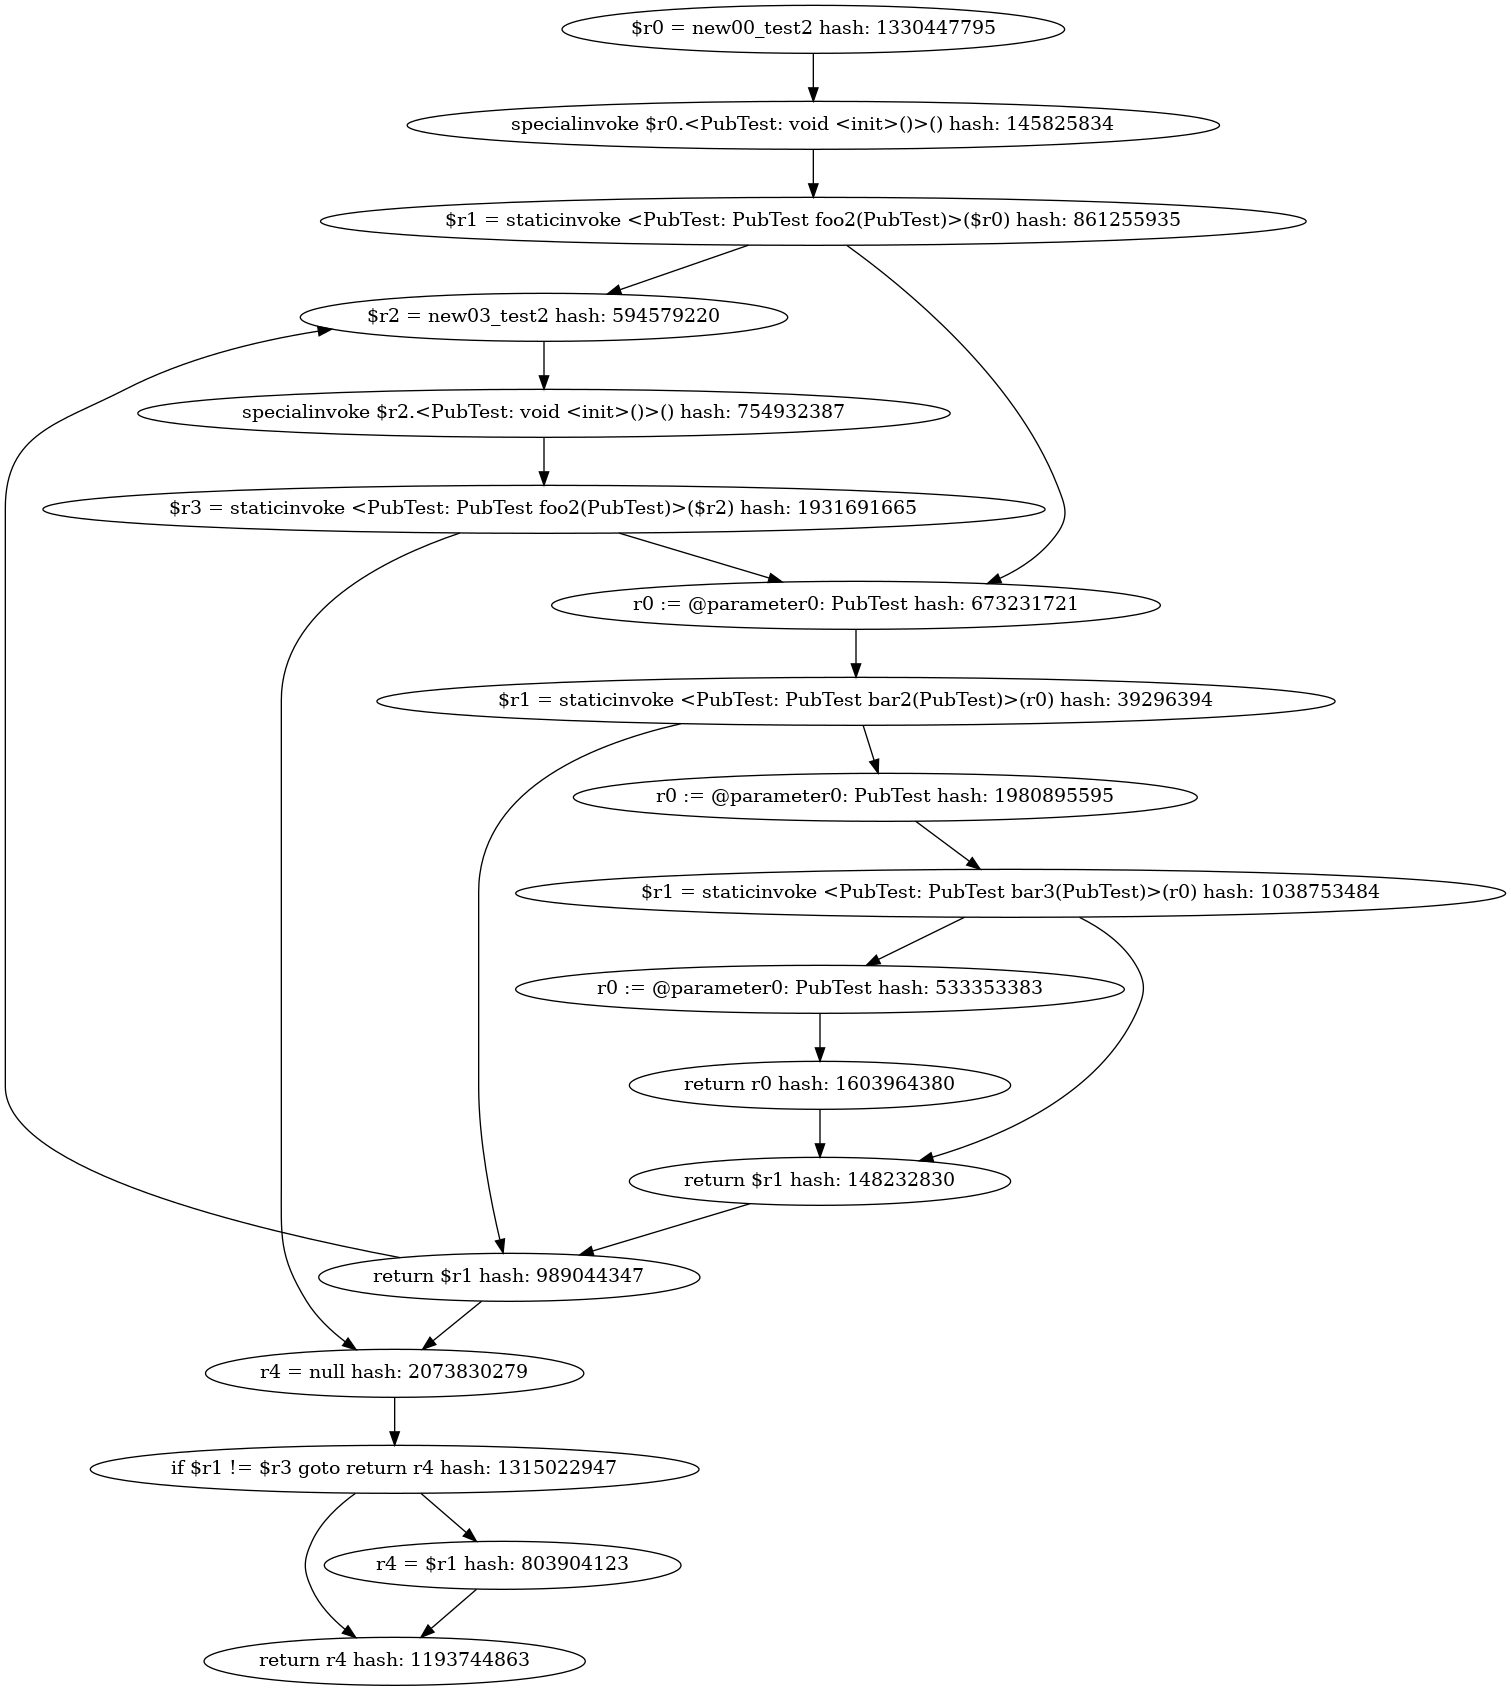 $r0 = new00_test2 hash: 1330447795
specialinvoke $r0.<PubTest: void <init>()>() hash: 145825834
$r1 = staticinvoke <PubTest: PubTest foo2(PubTest)>($r0) hash: 861255935
$r2 = new03_test2 hash: 594579220
specialinvoke $r2.<PubTest: void <init>()>() hash: 754932387
$r3 = staticinvoke <PubTest: PubTest foo2(PubTest)>($r2) hash: 1931691665
r0 := @parameter0: PubTest hash: 673231721
$r1 = staticinvoke <PubTest: PubTest bar2(PubTest)>(r0) hash: 39296394
r0 := @parameter0: PubTest hash: 1980895595
$r1 = staticinvoke <PubTest: PubTest bar3(PubTest)>(r0) hash: 1038753484
r0 := @parameter0: PubTest hash: 533353383
return r0 hash: 1603964380
return $r1 hash: 148232830
return $r1 hash: 989044347
r4 = null hash: 2073830279
if $r1 != $r3 goto return r4 hash: 1315022947
r4 = $r1 hash: 803904123
return r4 hash: 1193744863